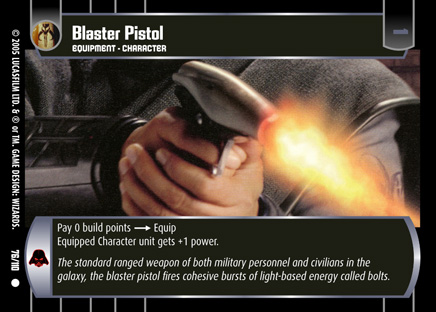 Blaster Pistol
EQUIPMENT - CHARACTER
1
Pay 0 build points → Equip
Equipped Character unit gets +1 power.
The standard ranged weapon of both military personnel and civilians in the
galaxy, the blaster pistol fires cohesive bursts of light-based energy called bolts.
© 2005 LUCASFILM LTD. & ® or TM. GAME DESIGN: WIZARDS.
75/110